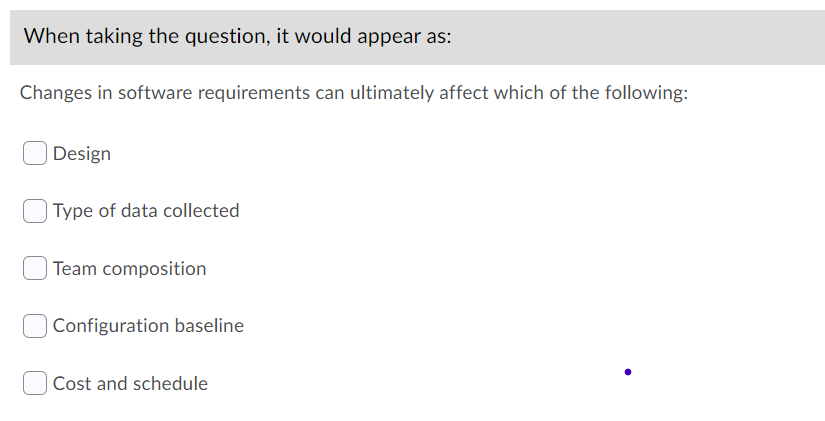 When taking the question, it would appear as:
Changes in software requirements can ultimately affect which of the following:
Design
Type of data collected
Team composition
Configuration baseline
Cost and schedule